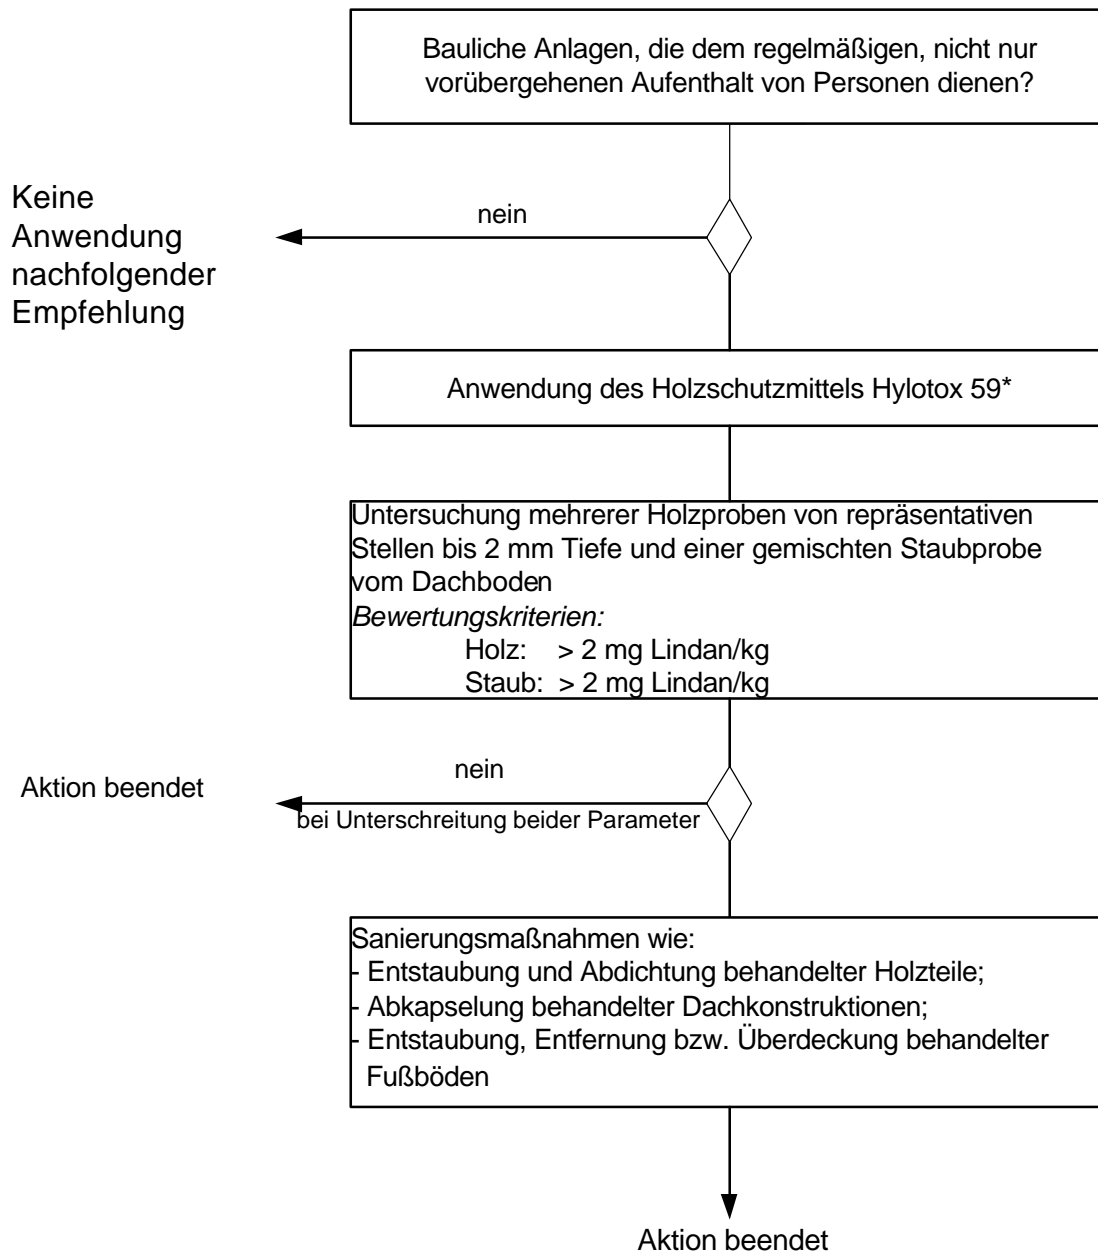 Bauliche Anlagen, die dem regelmäßigen, nicht nur
vorübergehenen Aufenthalt von Personen dienen?
nein
Keine
Anwendung
nachfolgender
Empfehlung
Anwendung des Holzschutzmittels Hylotox 59*
Untersuchung mehrerer Holzproben von repräsentativen
Stellen bis 2 mm Tiefe und einer gemischten Staubprobe
vom Dachboden
Bewertungskriterien:
Holz: > 2 mg Lindan/kg
Staub: > 2 mg Lindan/kg
nein
Aktion beendet
bei Unterschreitung beider Parameter
Sanierungsmaßnahmen wie:
- Entstaubung und Abdichtung behandelter Holzteile;
- Abkapselung behandelter Dachkonstruktionen;
- Entstaubung, Entfernung bzw. Überdeckung behandelter
Fußböden
Aktion beendet